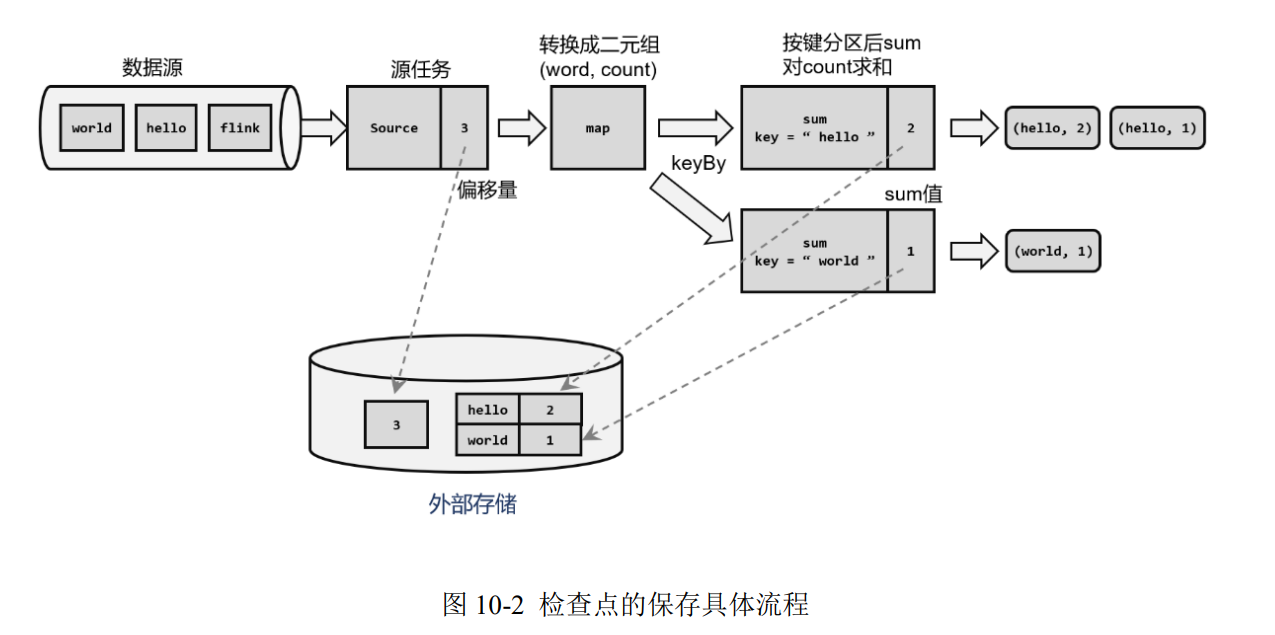 数据源
world
hello
flink
源任务
Source
3
偏移量
转换成二元组
(word, count)
map
keyBy
按键分区后sum
对count求和
sum
key = “ hello ”
2
(hello, 2)
(hello, 1)
sum值
sum
key = “ world ”
1
(world, 1)
3
hello
2
world
1
外部存储
图 10-2 检查点的保存具体流程